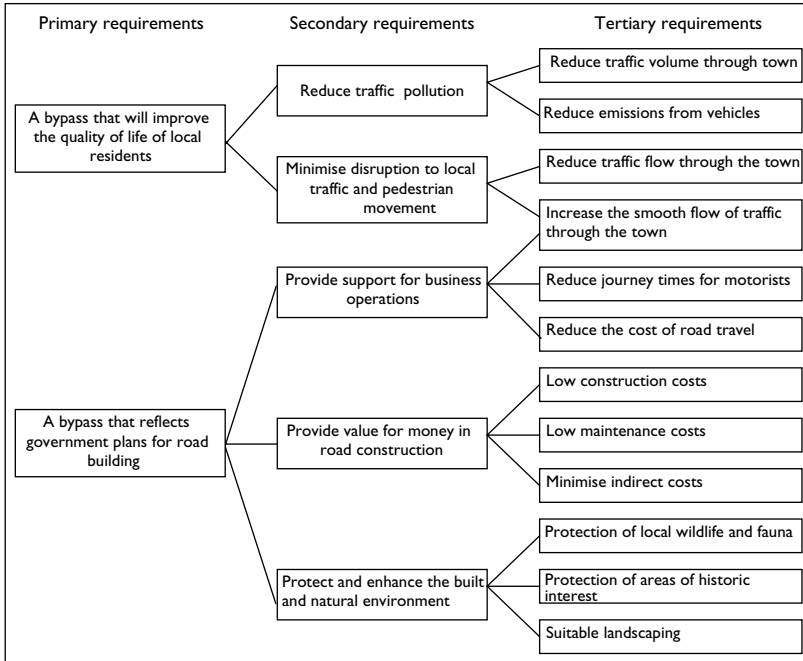 Primary requirements
Secondary requirements
Tertiary requirements
A bypass that will improve
the quality of life of local
residents
Reduce traffic pollution
Reduce traffic volume through town
Reduce emissions from vehicles
Minimise disruption to local
traffic and pedestrian
movement
Reduce traffic flow through the town
Increase the smooth flow of traffic
through the town
A bypass that reflects
government plans for road
building
Provide support for business
operations
Reduce journey times for motorists
Reduce the cost of road travel
Provide value for money in
road construction
Low construction costs
Low maintenance costs
Minimise indirect costs
Protect and enhance the built
and natural environment
Protection of local wildlife and fauna
Protection of areas of historic
interest
Suitable landscaping